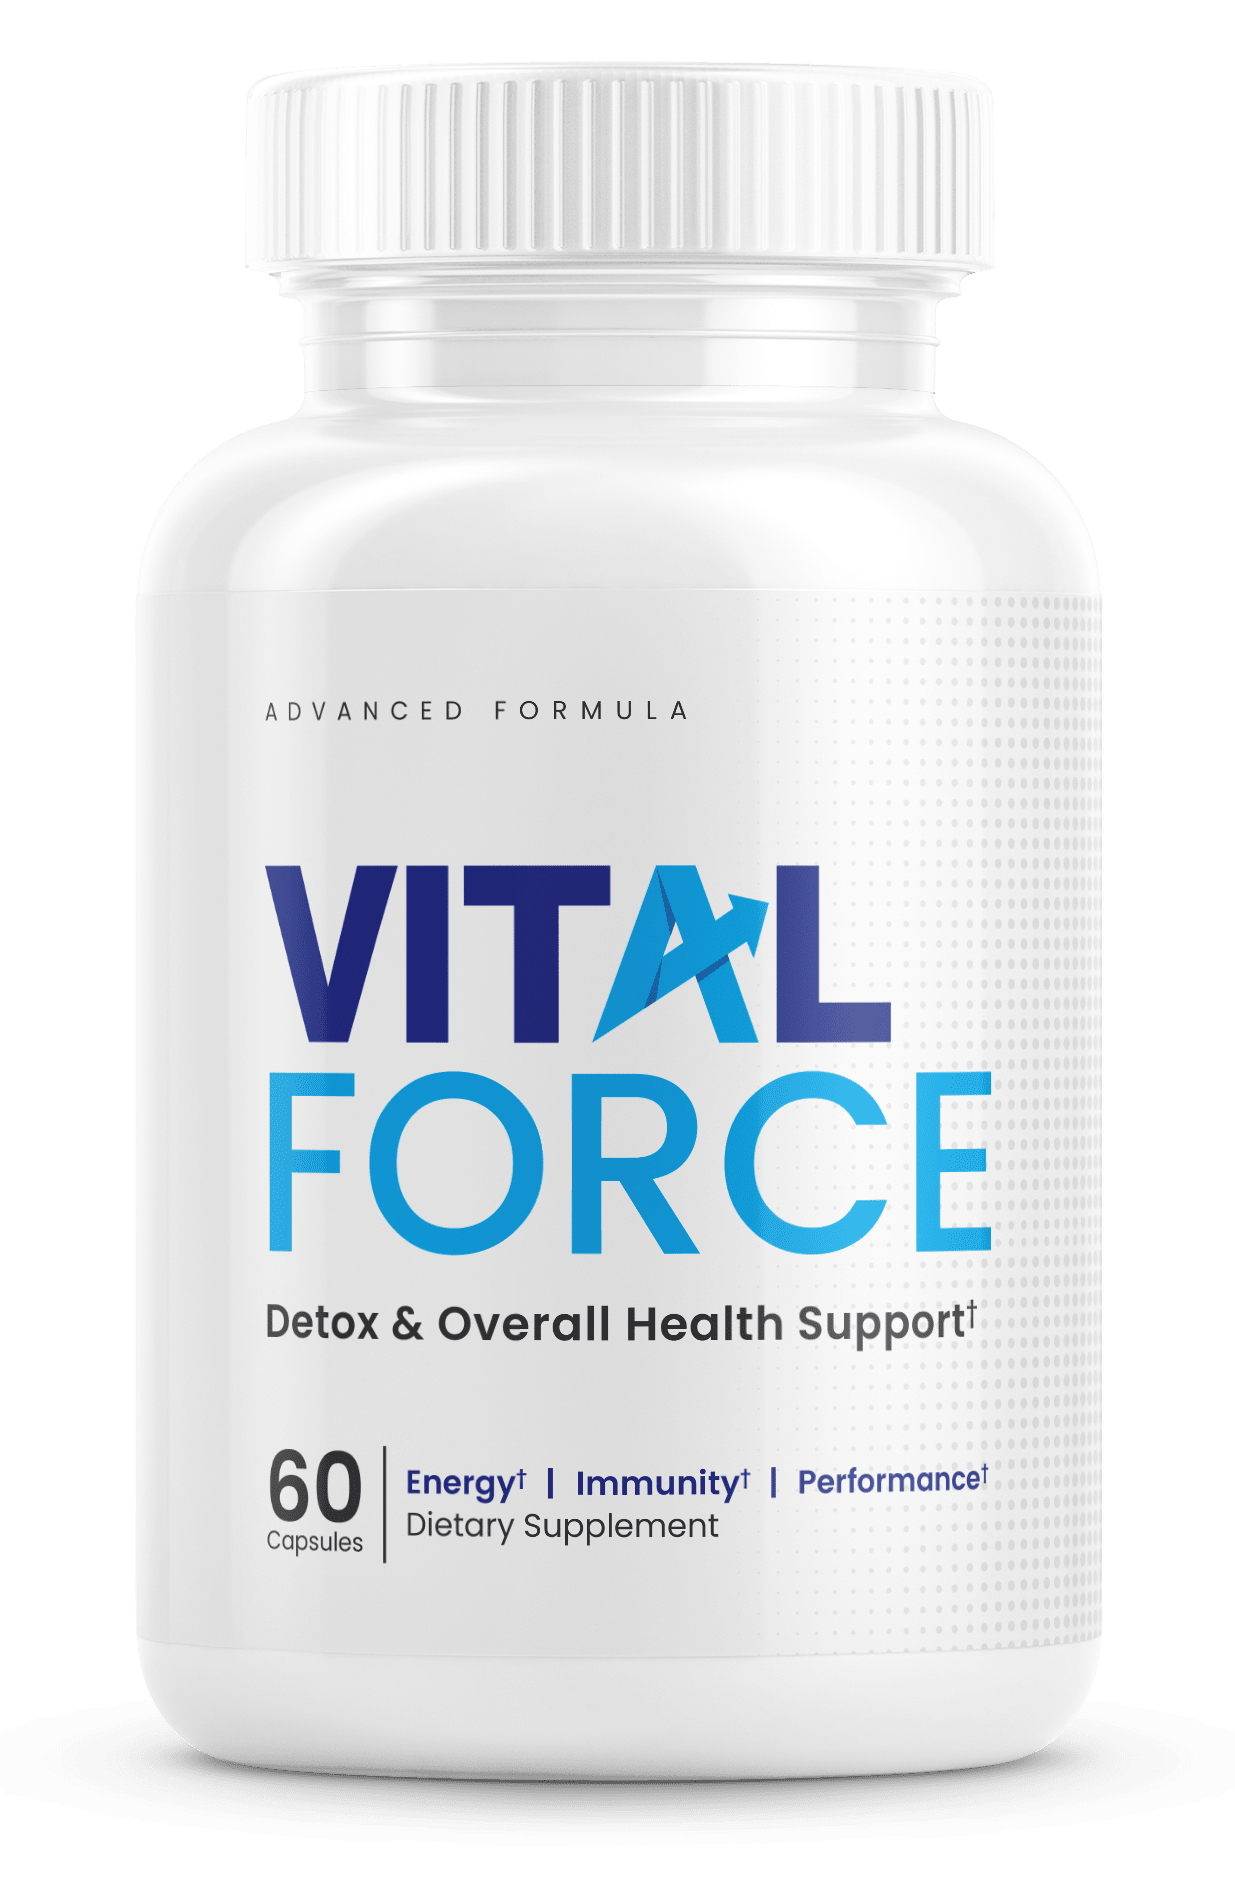 ADVANCED FORMULA
VITAL
FORCE
Detox & Overall Health Support†
60
Capsules
Energy† | Immunity† | Performance†
Dietary Supplement